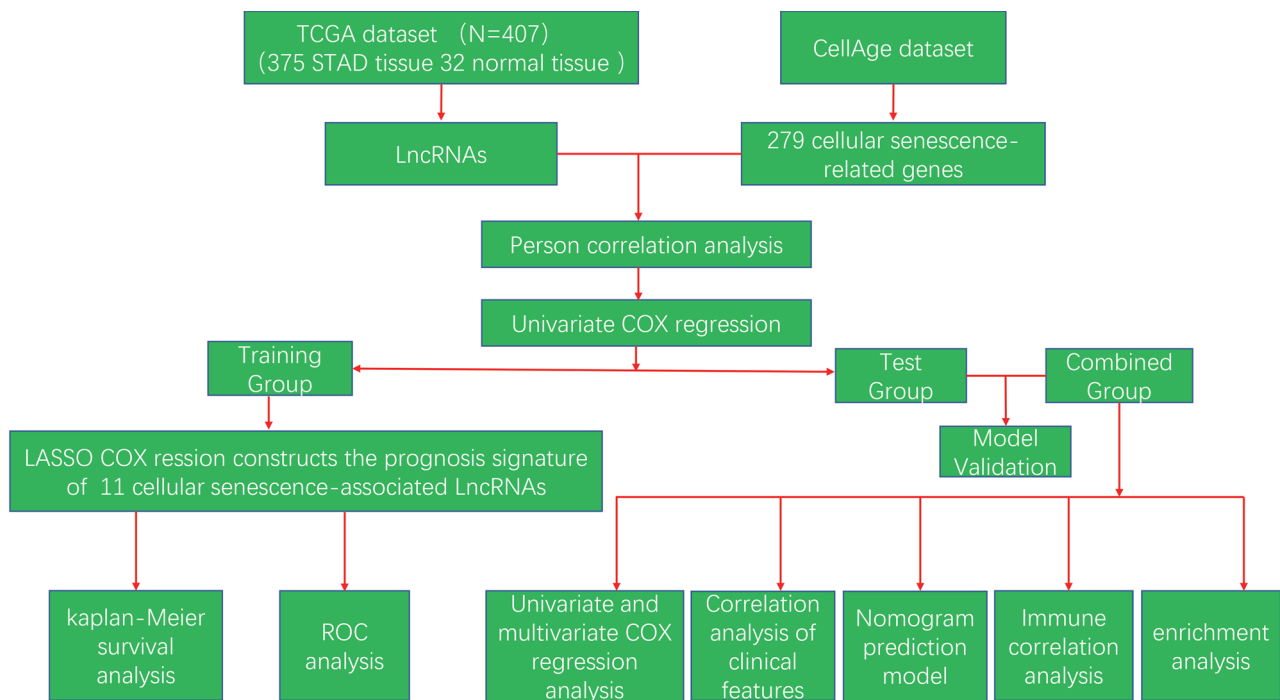 TCGA dataset （N=407）
（375 STAD tissue 32 normal tissue ）
CellAge dataset
LncRNAs
279 cellular senescence-
related genes
Person correlation analysis
Univariate COX regression
Training
Group
Test
Group
Combined
Group
Model
Validation
LASSO COX ression constructs the prognosis signature
of 11 cellular senescence-associated LncRNAs
kaplan-Meier
survival
analysis
ROC
analysis
Univariate and
multivariate COX
regression
analysis
Correlation
analysis of
clinical
features
Nomogram
prediction
model
Immune
correlation
analysis
enrichment
analysis